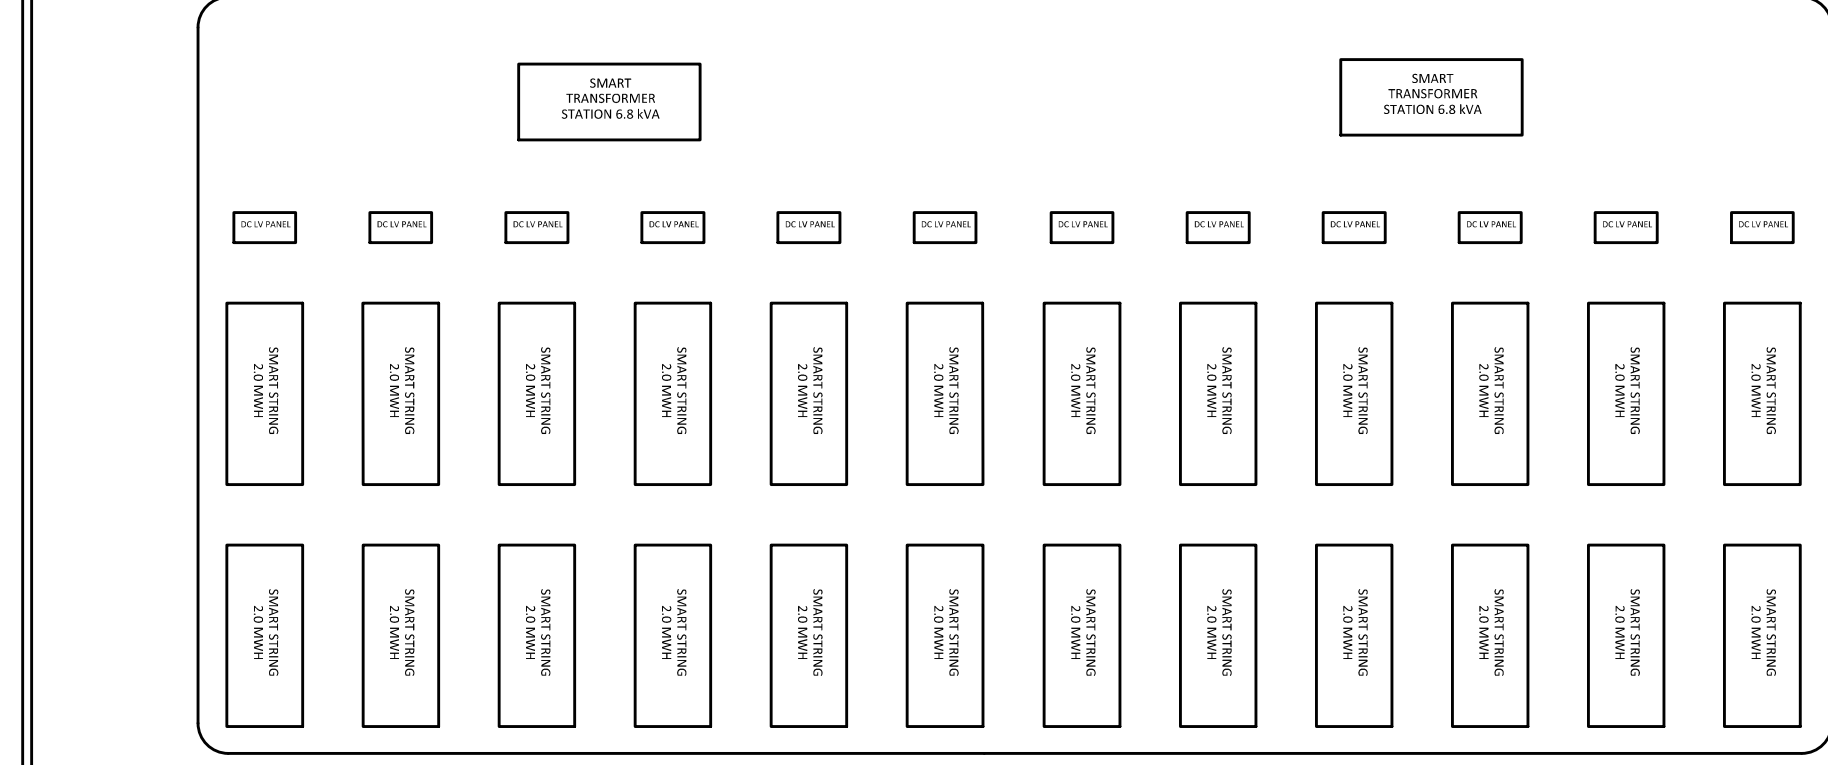 SMART
TRANSFORMER
STATION 6.8 kVA
SMART
TRANSFORMER
STATION 6.8 kVA
DC LV PANEL
DC LV PANEL
DC LV PANEL
DC LV PANEL
DC LV PANEL
DC LV PANEL
DC LV PANEL
DC LV PANEL
DC LV PANEL
DC LV PANEL
DC LV PANEL
DC LV PANEL
SMART STRING
2.0 MWH
SMART STRING
2.0 MWH
SMART STRING
2.0 MWH
SMART STRING
2.0 MWH
SMART STRING
2.0 MWH
SMART STRING
2.0 MWH
SMART STRING
2.0 MWH
SMART STRING
2.0 MWH
SMART STRING
2.0 MWH
SMART STRING
2.0 MWH
SMART STRING
2.0 MWH
SMART STRING
2.0 MWH
SMART STRING
2.0 MWH
SMART STRING
2.0 MWH
SMART STRING
2.0 MWH
SMART STRING
2.0 MWH
SMART STRING
2.0 MWH
SMART STRING
2.0 MWH
SMART STRING
2.0 MWH
SMART STRING
2.0 MWH
SMART STRING
2.0 MWH
SMART STRING
2.0 MWH
SMART STRING
2.0 MWH
SMART STRING
2.0 MWH